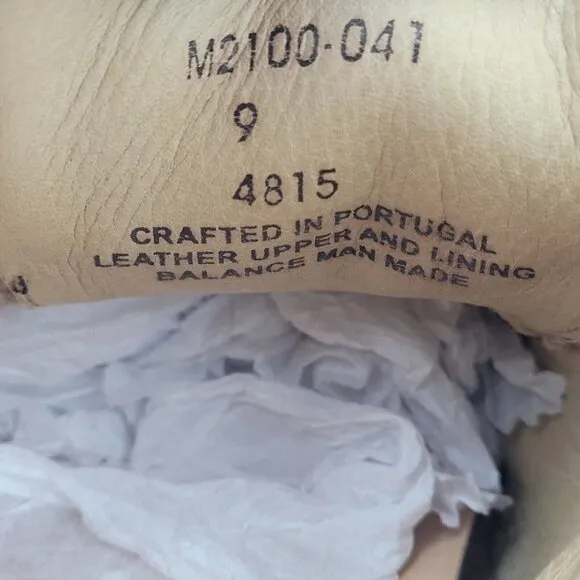 M2100-041
9
4815
CRAFTED IN PORTUGAL
LEATHER UPPER AND LINING
BALANCE MAN MADE